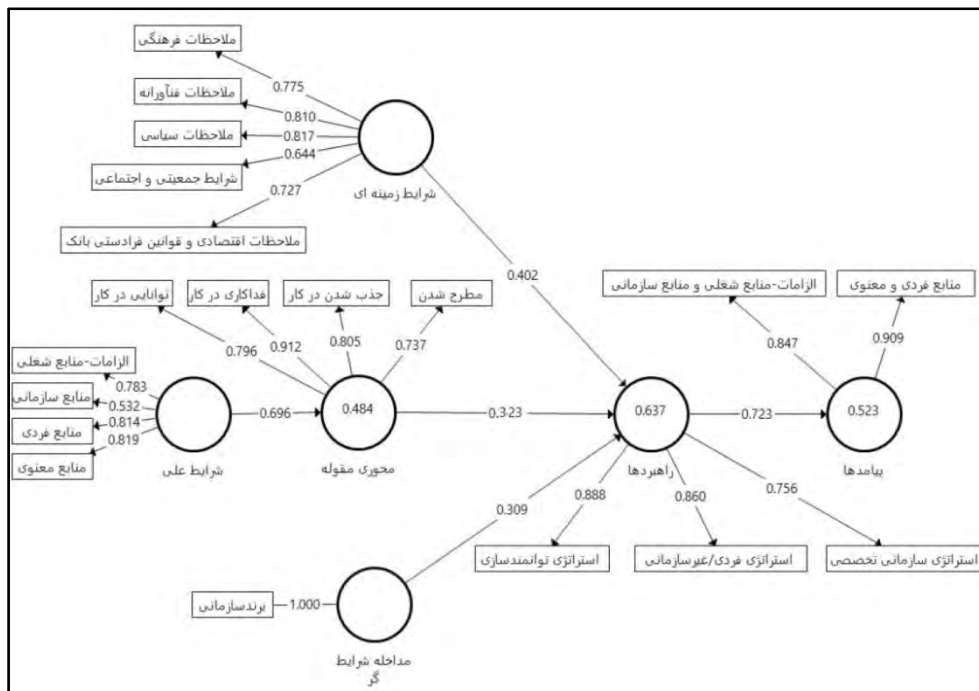 ملاحظات فرهنگی
0.775
ملاحظات فنآورانه
0.810
ملاحظات سیاسی
0.817
شرایط جمعیتی و اجتماعی
0.644
0.727
شرایط زمینه ای
ملاحظات اقتصادی و قوانین فرادستی بانک
0.402
توانایی در کار
فداکاری در کار
جذب شدن در کار
مطرح شدن
0.796
0.912
0.805
0.737
الزامات-منابع شغلی و منابع سازمانی
منابع فردی و معنوی
0.847
0.909
الزامات-منابع شغلی
0.783
منابع سازمانی
0.532
منابع فردی
0.814
منابع معنوی
0.819
شرایط علی
0.696
0.484
محوری مقوله
0.323
0.637
راهبردها
0.723
0.523
پیامدها
0.309
0.888
0.860
0.756
استراتژی توانمندسازی
استراتژی فردی/غیرسازمانی
استراتژی سازمانی تخصصی
برندسازمانی
1.000
مداخله شرایط
گر